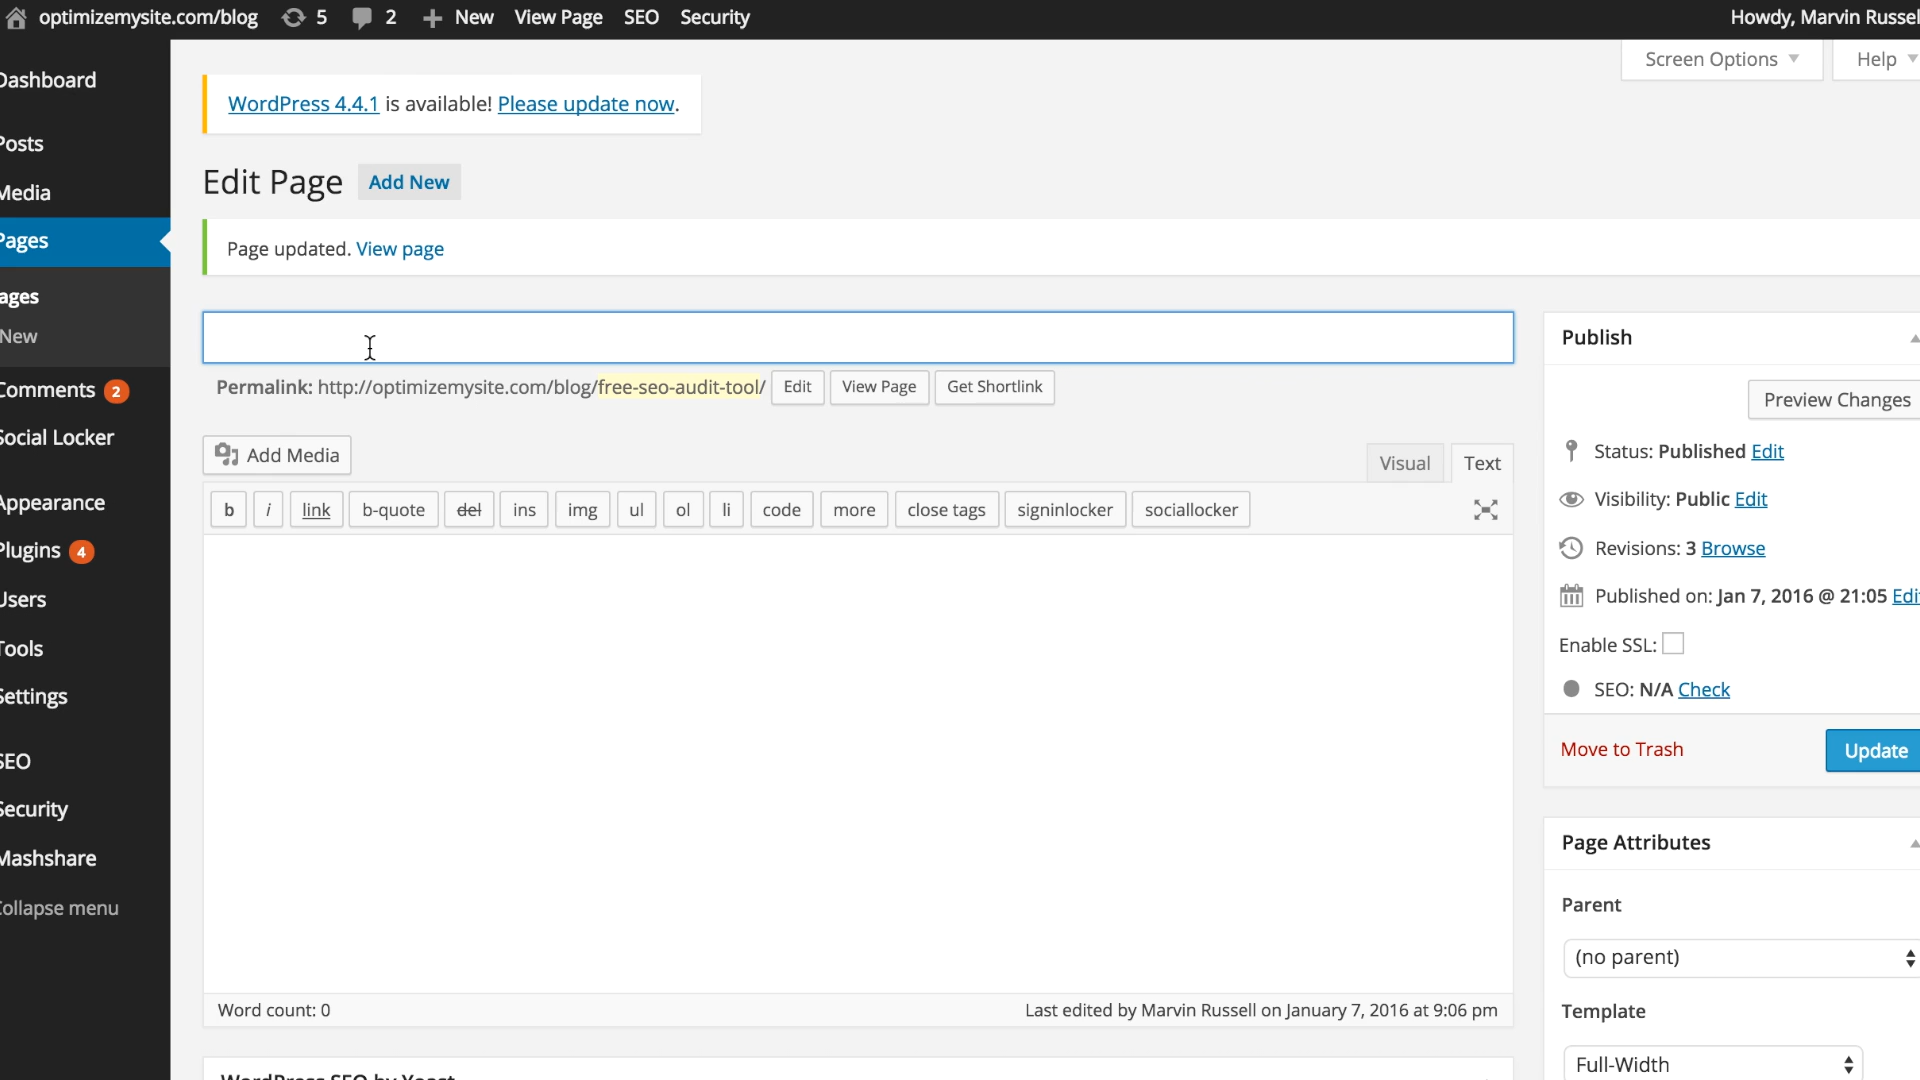 optimizemysite.com/blog 5 2 New View Page SEO Security Howdy, Marvin Russel
Screen Options Help
Dashboard
Posts
Media
Pages
ages
New
Comments 2
Social Locker
Appearance
Plugins 4
Users
Tools
Settings
SEO
Security
Mashshare
Collapse menu
WordPress 4.4.1 is available! Please update now.
Edit Page Add New
Page updated. View page
Permalink: http://optimizemysite.com/blog/free-seo-audit-tool/ Edit View Page Get Shortlink
Add Media Visual Text
b i link b-quote del ins img ul ol li code more close tags signinlocker sociallocker
Word count: 0 Last edited by Marvin Russell on January 7, 2016 at 9:06 pm
WordPress SEO by Yoast
Publish
Preview Changes
Status: Published Edit
Visibility: Public Edit
Revisions: 3 Browse
Published on: Jan 7, 2016 @ 21:05 Edit
Enable SSL:
SEO: N/A Check
Move to Trash Update
Page Attributes
Parent
(no parent)
Template
Full-Width